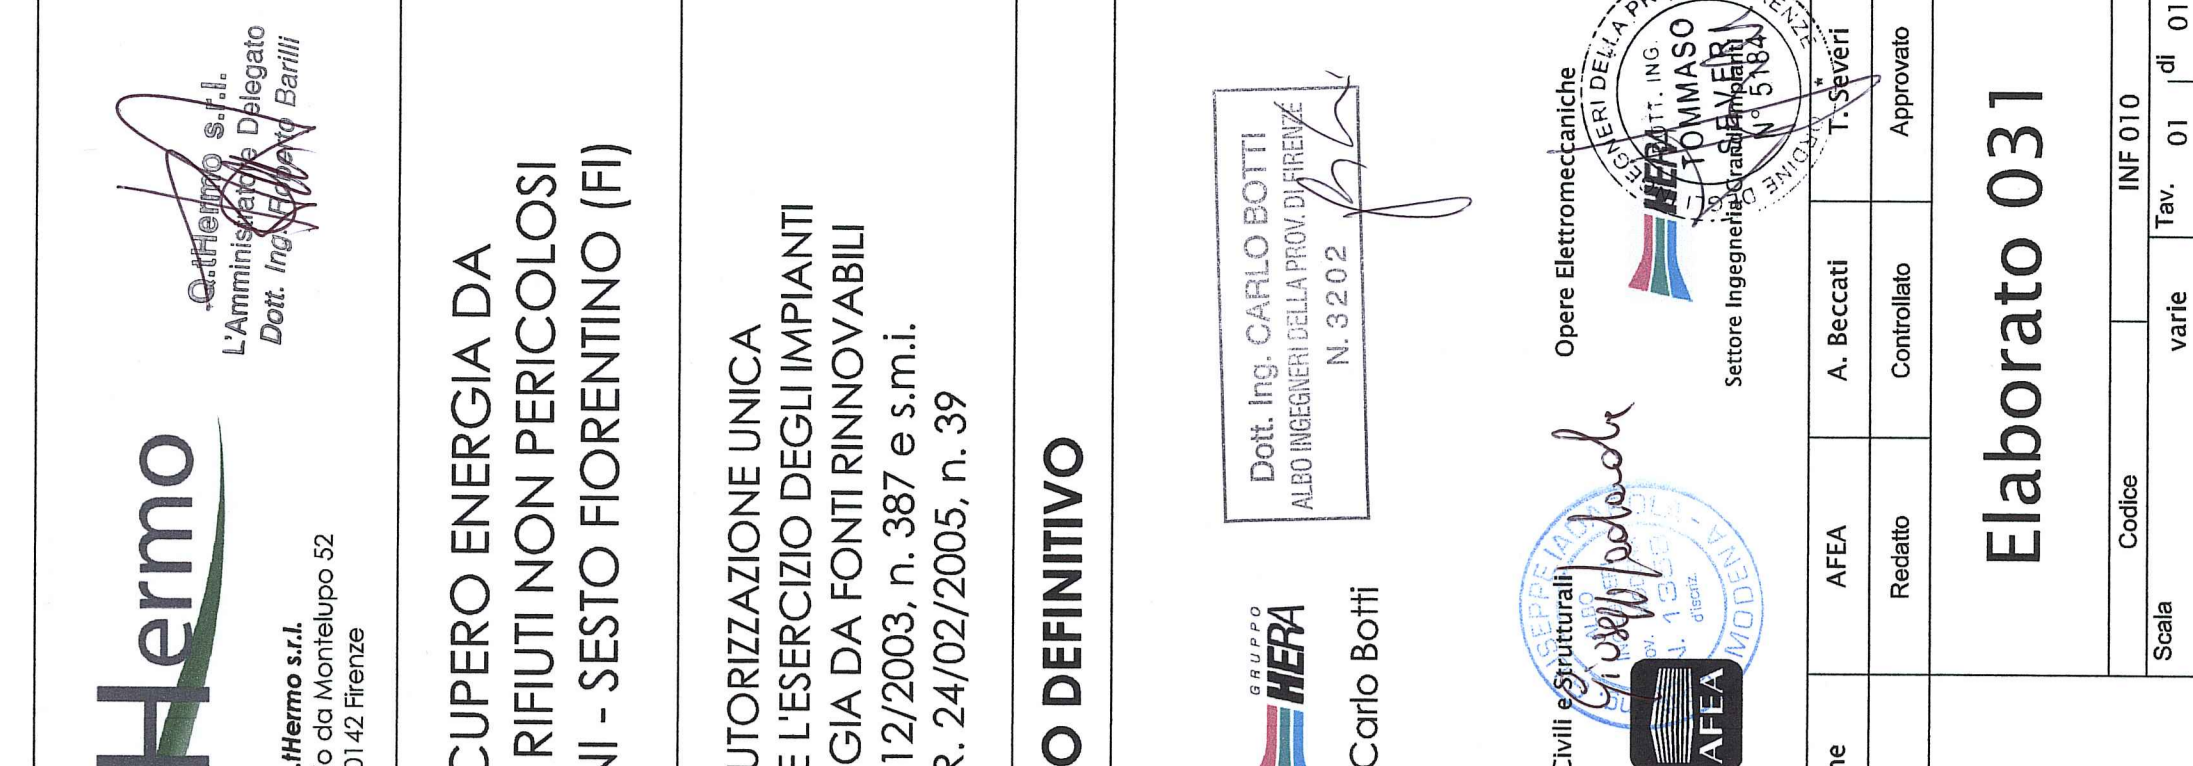 Hermo
.tHermo s.r.l.
o da Montelupo 52
0142 Firenze
Q.tHermo s.r.l.
L'Amministratore Delegato
Dott. Ing. Roberto Barilli
CUPERO ENERGIA DA
RIFIUTI NON PERICOLOSI
NI - SESTO FIORENTINO (FI)
UTORIZZAZIONE UNICA
E L'ESERCIZIO DEGLI IMPIANTI
GIA DA FONTI RINNOVABILI
12/2003, n. 387 e s.m.i.
R. 24/02/2005, n. 39
O DEFINITIVO
GRUPPO
HERA
Carlo Botti
Dott. Ing. CARLO BOTTI
ALBO INGEGNERI DELLA PROV. DI FIRENZE
N. 3202
Civili e Strutturali
AFEA
MODENA
ALBO
Opere Elettromeccaniche
HERA
Settore Ingegneria Grandi Impianti
DOTT. ING.
TOMMASO
SEVERI
N° 5184
AFEA
A. Beccati
T. Severi
Redatto
Controllato
Approvato
Elaborato 031
Codice
INF 010
Scala
varie
Tav.
01
di
01